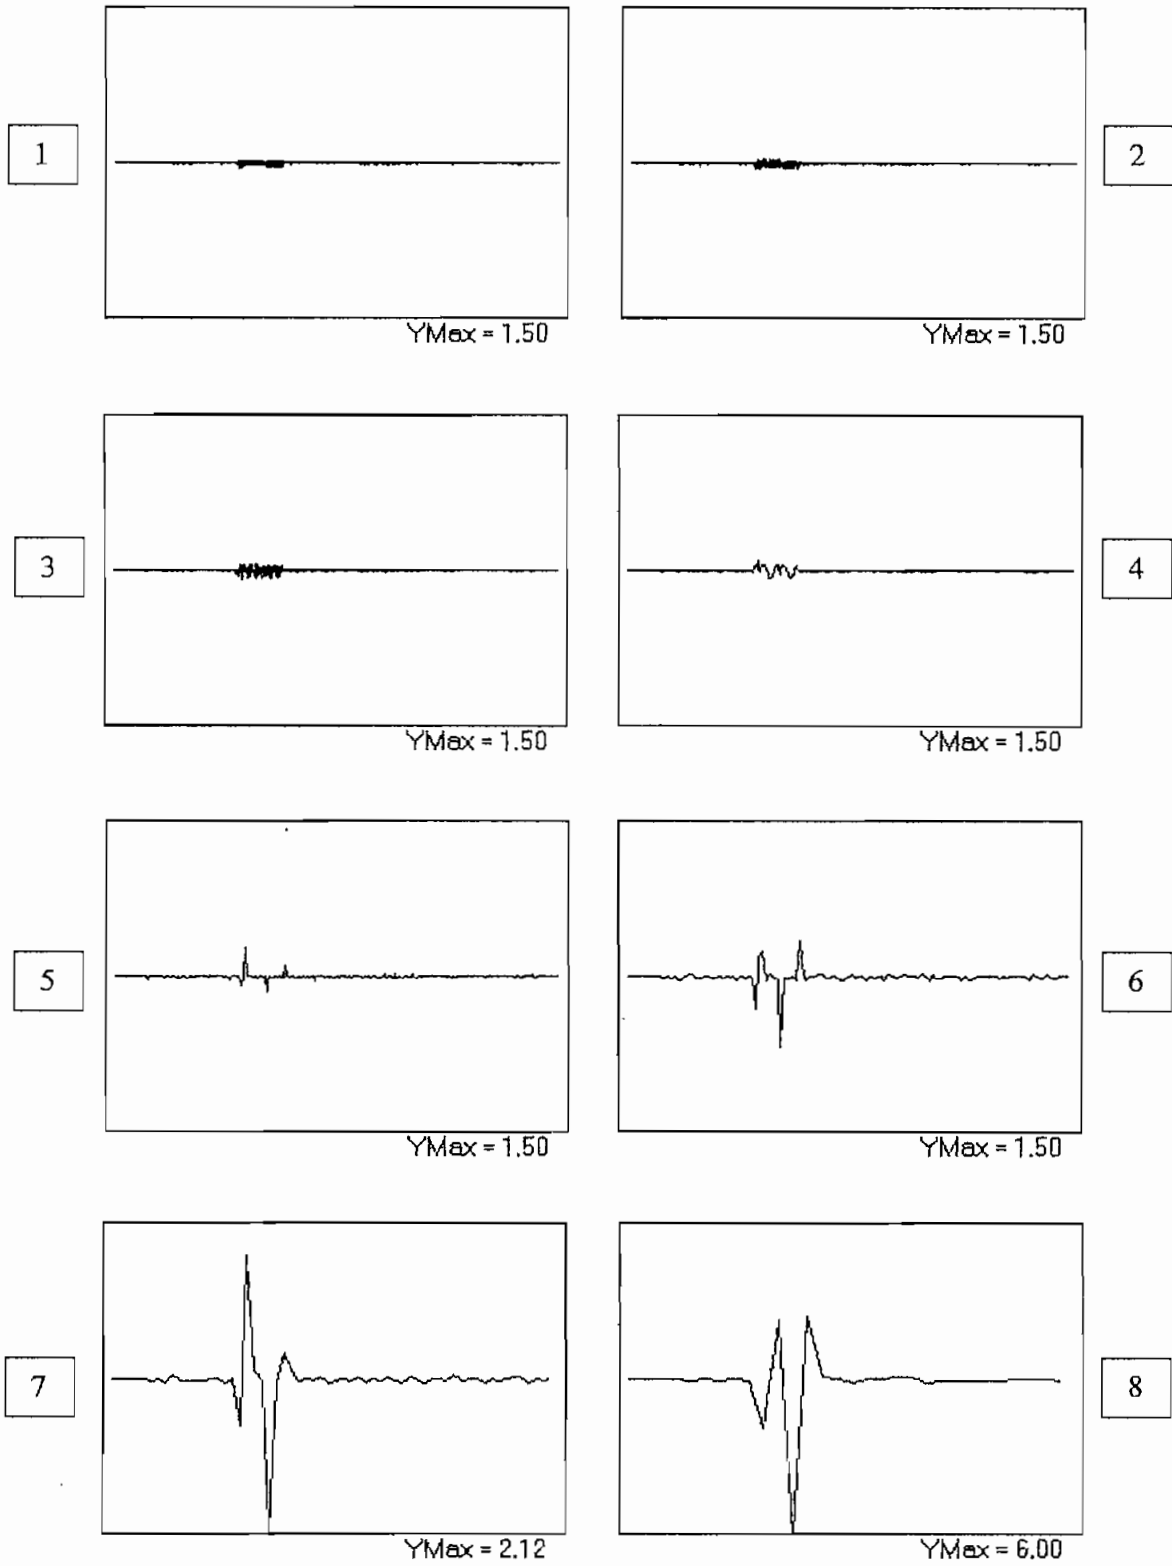 1
2
YMax = 1.50
YMax = 1.50
3
4
YMax = 1.50
YMax = 1.50
5
6
YMax = 1.50
YMax = 1.50
7
8
YMax = 2.12
YMax = 6.00